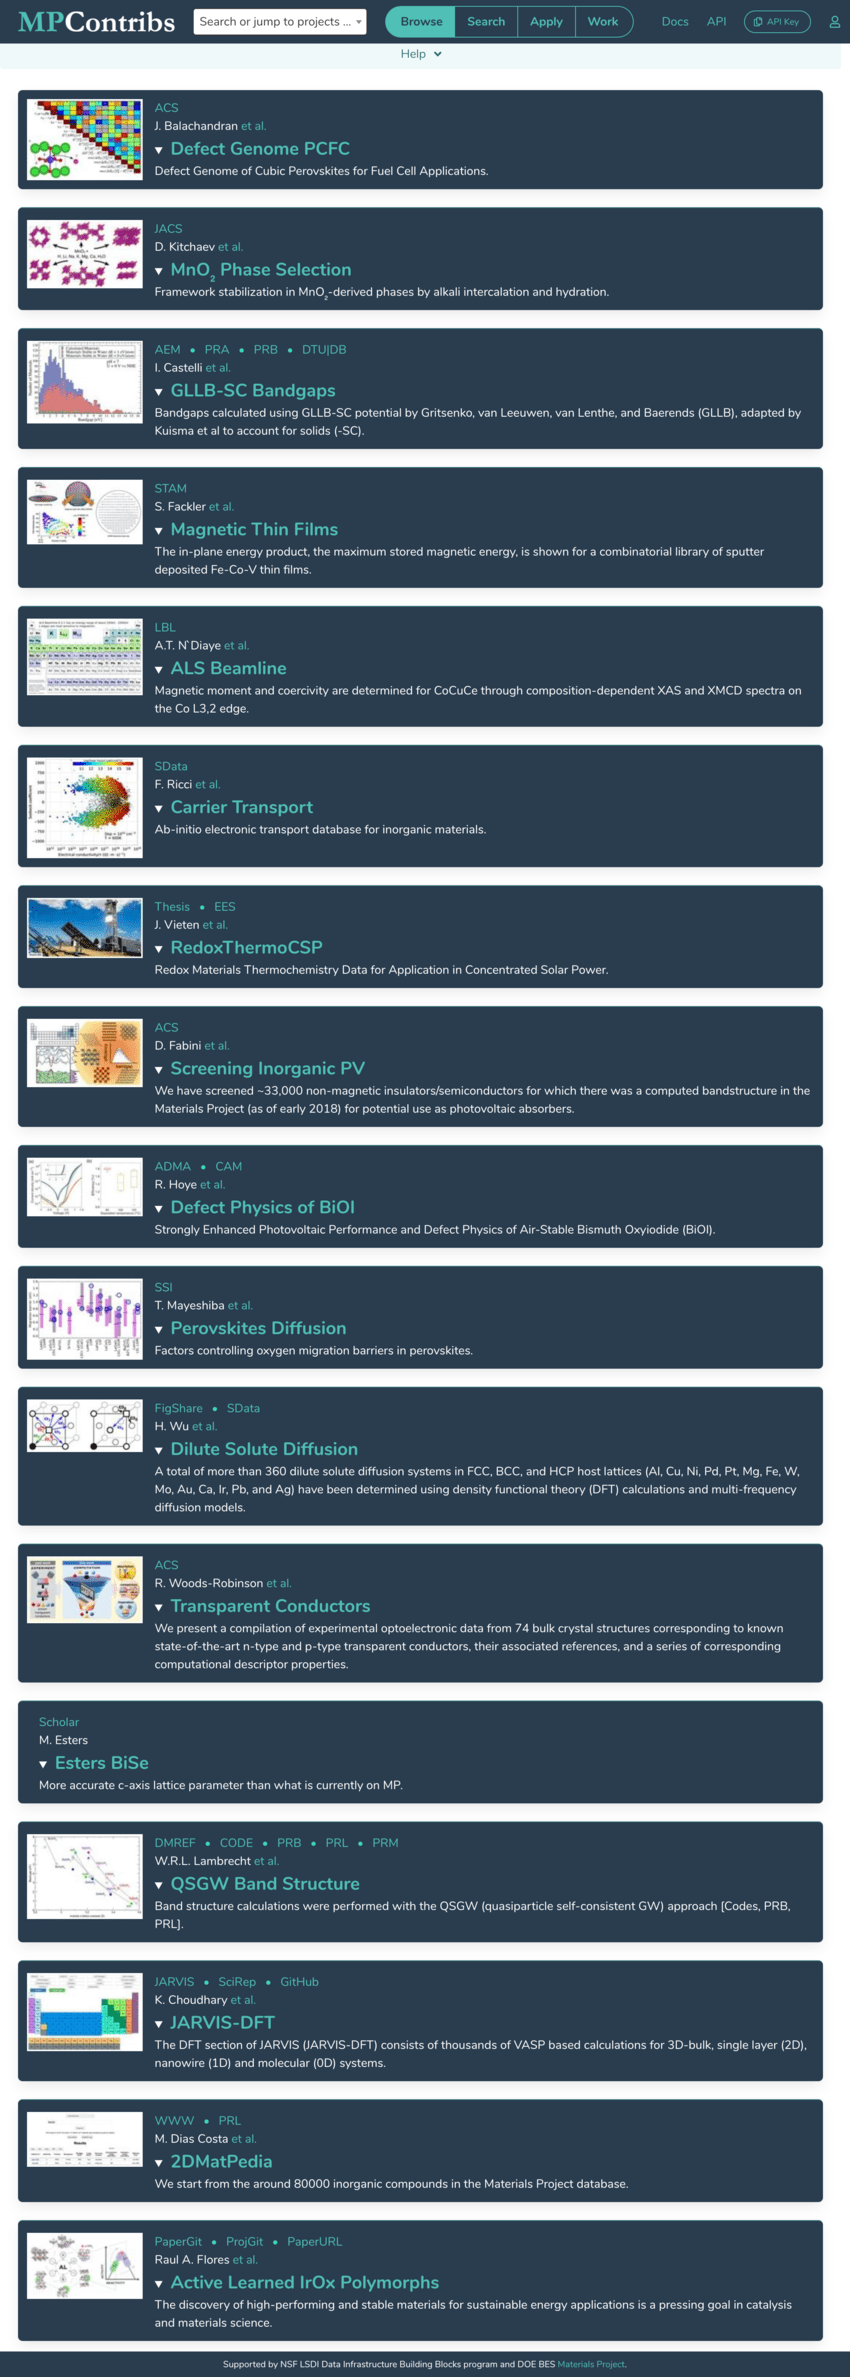 MPContribs
Search or jump to projects ...
Browse
Search
Apply
Work
Docs
API
API Key
Help
ACS
J. Balachandran et al.
Defect Genome PCFC
Defect Genome of Cubic Perovskites for Fuel Cell Applications.
JACS
D. Kitchaev et al.
MnO₂ Phase Selection
Framework stabilization in MnO₂-derived phases by alkali intercalation and hydration.
AEM • PRA • PRB • DTU|DB
I. Castelli et al.
GLLB-SC Bandgaps
Bandgaps calculated using GLLB-SC potential by Gritsenko, van Leeuwen, van Lenthe, and Baerends (GLLB), adapted by
Kuisma et al to account for solids (-SC).
STAM
S. Fackler et al.
Magnetic Thin Films
The in-plane energy product, the maximum stored magnetic energy, is shown for a combinatorial library of sputter
deposited Fe-Co-V thin films.
LBL
A.T. N`Diaye et al.
ALS Beamline
Magnetic moment and coercivity are determined for CoCuCe through composition-dependent XAS and XMCD spectra on
the Co L3,2 edge.
SData
F. Ricci et al.
Carrier Transport
Ab-initio electronic transport database for inorganic materials.
Thesis • EES
J. Vieten et al.
RedoxThermoCSP
Redox Materials Thermochemistry Data for Application in Concentrated Solar Power.
ACS
D. Fabini et al.
Screening Inorganic PV
We have screened ~33,000 non-magnetic insulators/semiconductors for which there was a computed bandstructure in the
Materials Project (as of early 2018) for potential use as photovoltaic absorbers.
ADMA • CAM
R. Hoye et al.
Defect Physics of BiOI
Strongly Enhanced Photovoltaic Performance and Defect Physics of Air-Stable Bismuth Oxyiodide (BiOI).
SSI
T. Mayeshiba et al.
Perovskites Diffusion
Factors controlling oxygen migration barriers in perovskites.
FigShare • SData
H. Wu et al.
Dilute Solute Diffusion
A total of more than 360 dilute solute diffusion systems in FCC, BCC, and HCP host lattices (Al, Cu, Ni, Pd, Pt, Mg, Fe, W,
Mo, Au, Ca, Ir, Pb, and Ag) have been determined using density functional theory (DFT) calculations and multi-frequency
diffusion models.
ACS
R. Woods-Robinson et al.
Transparent Conductors
We present a compilation of experimental optoelectronic data from 74 bulk crystal structures corresponding to known
state-of-the-art n-type and p-type transparent conductors, their associated references, and a series of corresponding
computational descriptor properties.
Scholar
M. Esters
Esters BiSe
More accurate c-axis lattice parameter than what is currently on MP.
DMREF • CODE • PRB • PRL • PRM
W.R.L. Lambrecht et al.
QSGW Band Structure
Band structure calculations were performed with the QSGW (quasiparticle self-consistent GW) approach [Codes, PRB,
PRL].
JARVIS • SciRep • GitHub
K. Choudhary et al.
JARVIS-DFT
The DFT section of JARVIS (JARVIS-DFT) consists of thousands of VASP based calculations for 3D-bulk, single layer (2D),
nanowire (1D) and molecular (0D) systems.
WWW • PRL
M. Dias Costa et al.
2DMatPedia
We start from the around 80000 inorganic compounds in the Materials Project database.
PaperGit • ProjGit • PaperURL
Raul A. Flores et al.
Active Learned IrOx Polymorphs
The discovery of high-performing and stable materials for sustainable energy applications is a pressing goal in catalysis
and materials science.
Supported by NSF LSDI Data Infrastructure Building Blocks program and DOE BES Materials Project.